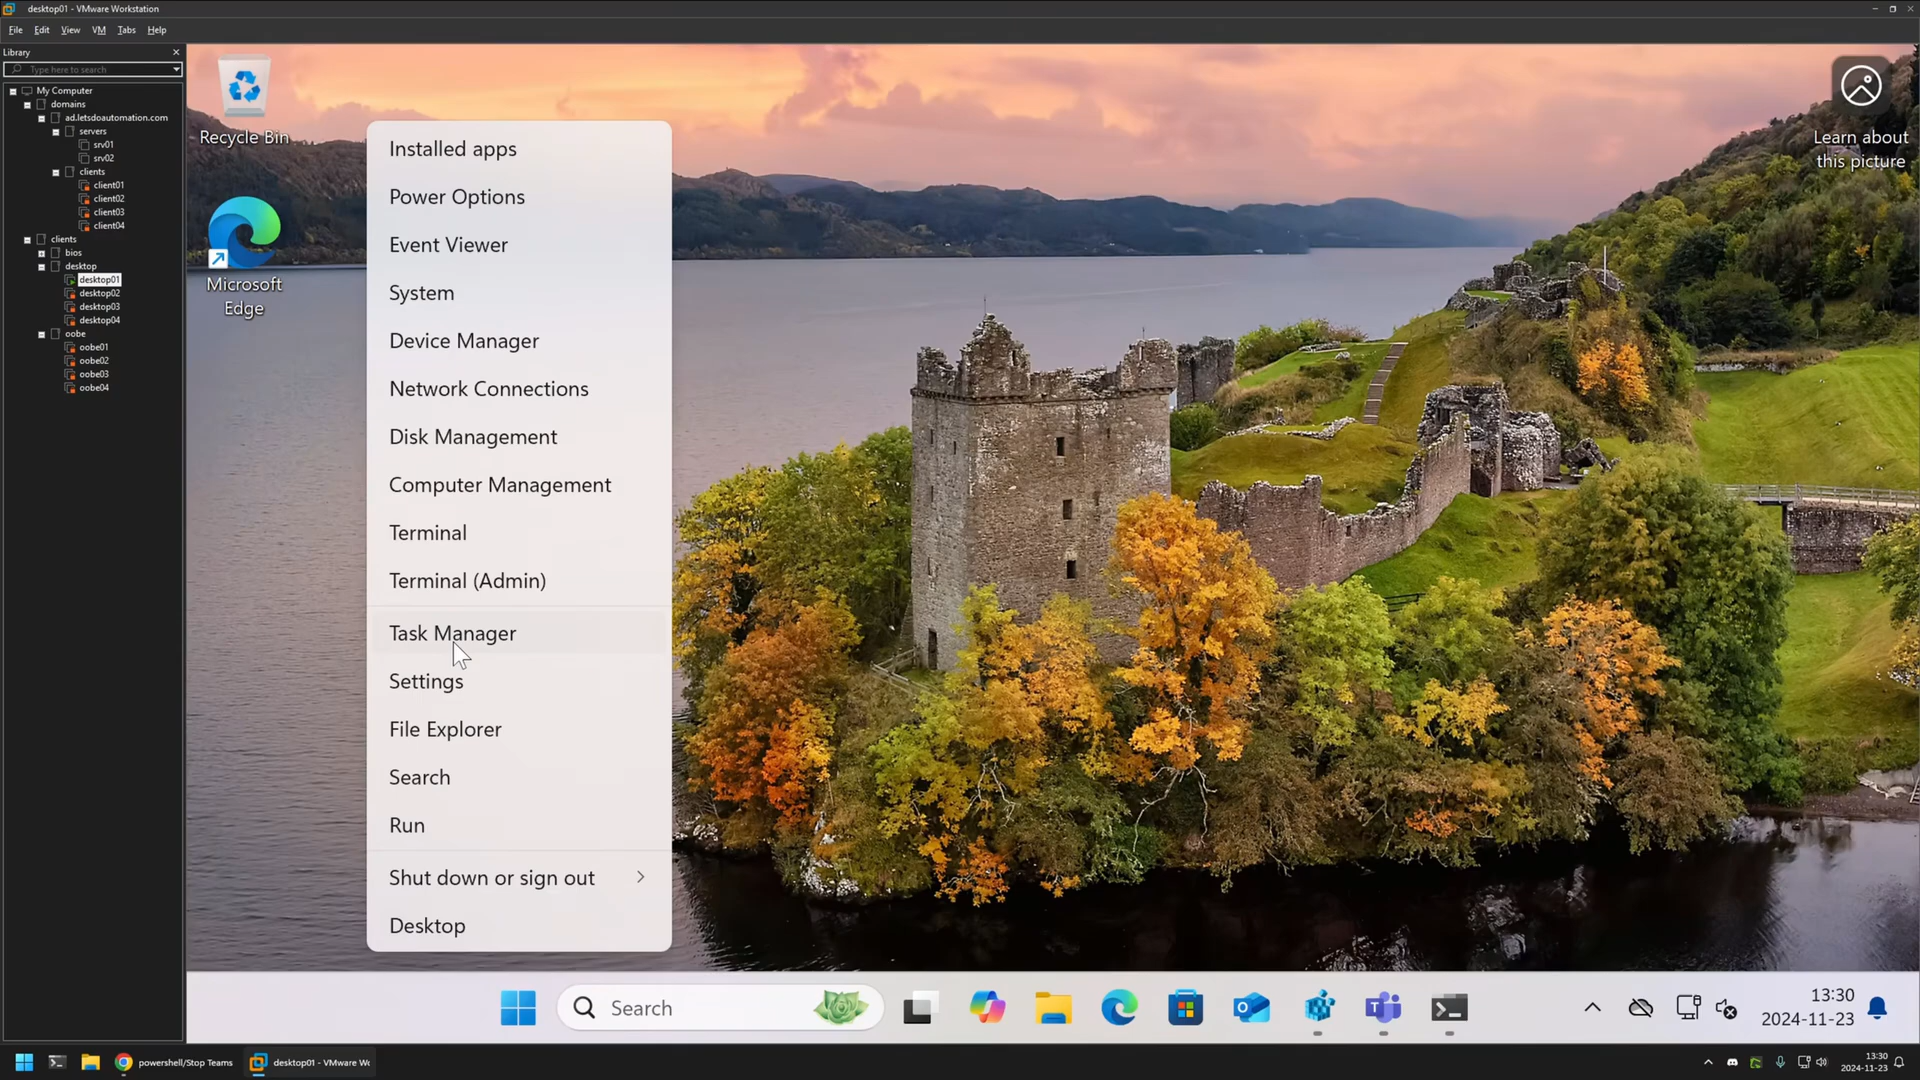 desktop01 - VMware Workstation
File Edit View VM Tabs Help
Library
Type here to search
My Computer
domains
ad.letsdoautomation.com
servers
srv01
srv02
clients
client01
client02
client03
client04
clients
bios
desktop
desktop01
desktop02
desktop03
desktop04
oobe
oobe01
oobe02
oobe03
oobe04
Recycle Bin
Microsoft
Edge
Learn about
this picture
Installed apps
Power Options
Event Viewer
System
Device Manager
Network Connections
Disk Management
Computer Management
Terminal
Terminal (Admin)
Task Manager
Settings
File Explorer
Search
Run
Shut down or sign out
Desktop
Search
13:30
2024-11-23
powershell/Stop Teams
desktop01 - VMware Wo
13:30
2024-11-23